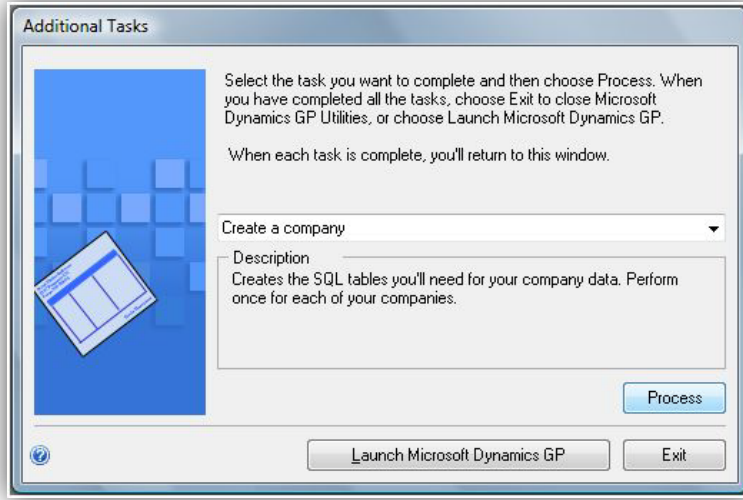 Additional Tasks
Select the task you want to complete and then choose Process. When
you have completed all the tasks, choose Exit to close Microsoft
Dynamics GP Utilities, or choose Launch Microsoft Dynamics GP.
When each task is complete, you'll return to this window.
Create a company
Description
Creates the SQL tables you'll need for your company data. Perform
once for each of your companies.
Process
Launch Microsoft Dynamics GP
Exit